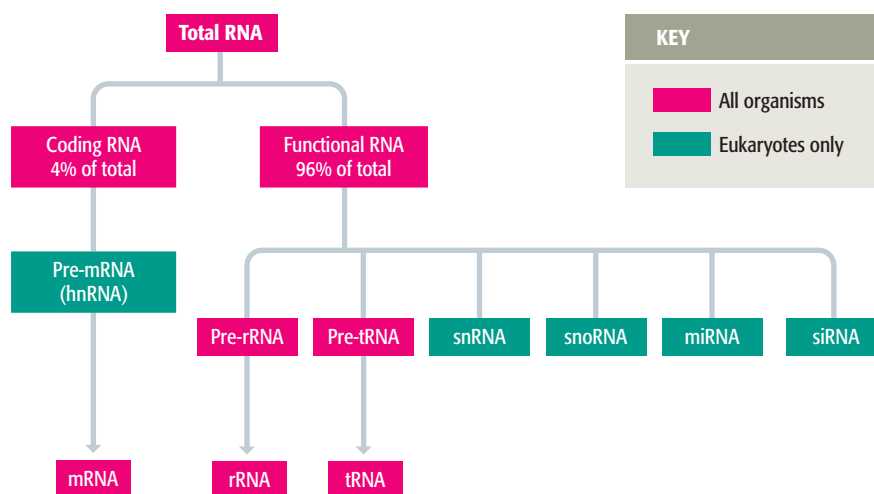 Total RNA
KEY
All organisms
Eukaryotes only
Coding RNA
4% of total
Functional RNA
96% of total
Pre-mRNA
(hnRNA)
Pre-rRNA
Pre-tRNA
snRNA
snoRNA
miRNA
siRNA
mRNA
rRNA
tRNA